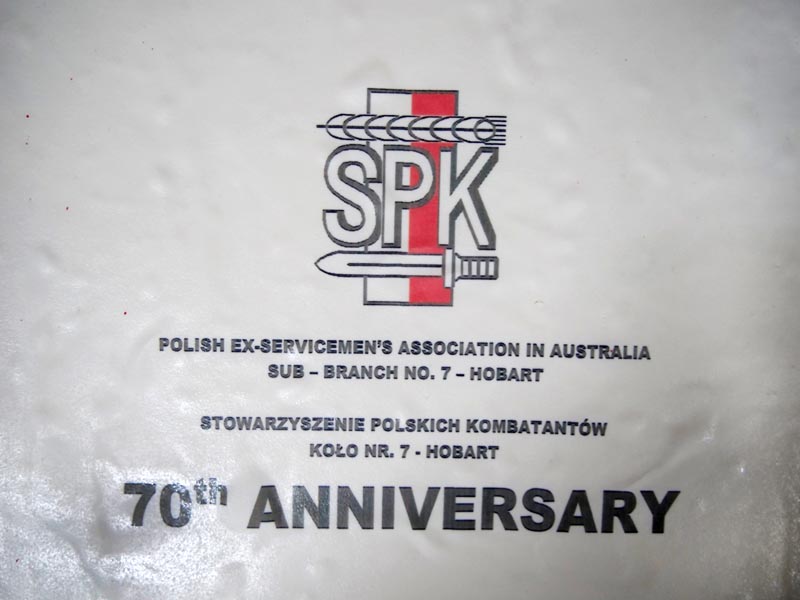 SPK
POLISH EX-SERVICEMEN'S ASSOCIATION IN AUSTRALIA
SUB – BRANCH NO. 7 – HOBART
STOWARZYSZENIE POLSKICH KOMBATANTÓW
KOŁO NR. 7 - HOBART
70th ANNIVERSARY